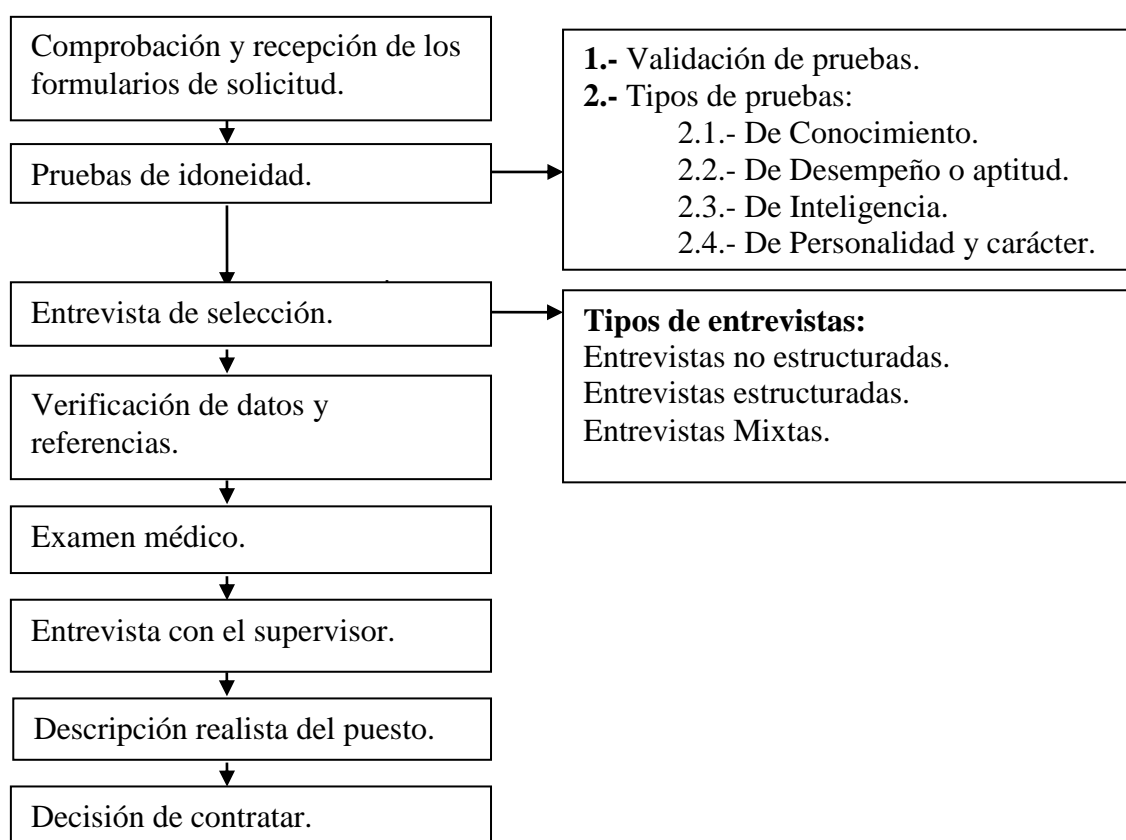 Comprobación y recepción de los
formularios de solicitud.
Pruebas de idoneidad.
1.- Validación de pruebas.
2.- Tipos de pruebas:
2.1.- De Conocimiento.
2.2.- De Desempeño o aptitud.
2.3.- De Inteligencia.
2.4.- De Personalidad y carácter.
Entrevista de selección.
Tipos de entrevistas:
Entrevistas no estructuradas.
Entrevistas estructuradas.
Entrevistas Mixtas.
Verificación de datos y
referencias.
Examen médico.
Entrevista con el supervisor.
Descripción realista del puesto.
Decisión de contratar.